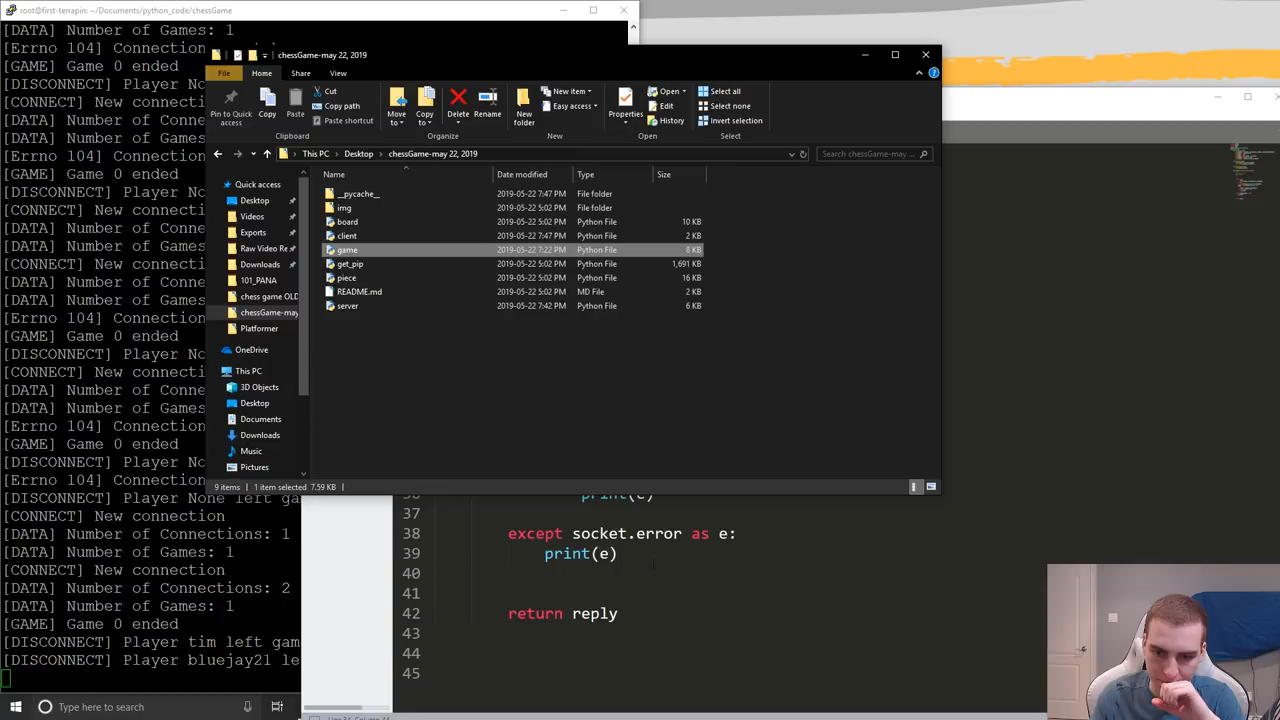 root@first-terrapin: ~/Documents/python_code/chessGame
[DATA] Number of Games: 1
[Errno 104] Connection
[GAME] Game 0 ended
[DISCONNECT] Player No
[CONNECT] New connecti
[DATA] Number of Conne
[DATA] Number of Games
[Errno 104] Connection
[GAME] Game 0 ended
[DISCONNECT] Player No
[CONNECT] New connecti
[DATA] Number of Conne
[DATA] Number of Games
[CONNECT] New connecti
[DATA] Number of Conne
[DATA] Number of Games
[Errno 104] Connection
[GAME] Game 0 ended
[DISCONNECT] Player No
[CONNECT] New connecti
[DATA] Number of Conne
[DATA] Number of Games
[Errno 104] Connection
[GAME] Game 0 ended
[DISCONNECT] Player No
[Errno 104] Connection
[DISCONNECT] Player None left ga
[CONNECT] New connection
[DATA] Number of Connections: 1
[DATA] Number of Games: 1
[CONNECT] New connection
[DATA] Number of Connections: 2
[DATA] Number of Games: 1
[GAME] Game 0 ended
[DISCONNECT] Player tim left gam
[DISCONNECT] Player bluejay21 le
chessGame-may 22, 2019
File Home Share View
Pin to Quick access
Copy
Paste
Cut
Copy path
Paste shortcut
Clipboard
Move to
Copy to
Delete
Rename
Organize
New folder
New item
Easy access
New
Properties
Open
Edit
History
Open
Select all
Select none
Invert selection
Select
This PC > Desktop > chessGame-may 22, 2019
Search chessGame-may ...
Quick access
Desktop
Videos
Exports
Raw Video Re
Downloads
101_PANA
chess game OLD
chessGame-may
Platformer
OneDrive
This PC
3D Objects
Desktop
Documents
Downloads
Music
Pictures
Name Date modified Type Size
__pycache__ 2019-05-22 7:47 PM File folder
img 2019-05-22 5:02 PM File folder
board 2019-05-22 5:02 PM Python File 10 KB
client 2019-05-22 7:47 PM Python File 2 KB
game 2019-05-22 7:22 PM Python File 8 KB
get_pip 2019-05-22 5:02 PM Python File 1,691 KB
piece 2019-05-22 5:02 PM Python File 16 KB
README.md 2019-05-22 5:02 PM MD File 2 KB
server 2019-05-22 7:42 PM Python File 6 KB
9 items 1 item selected 7.59 KB
36 print(e)
37
38 except socket.error as e:
39 print(e)
40
41
42 return reply
43
44
45
Type here to search